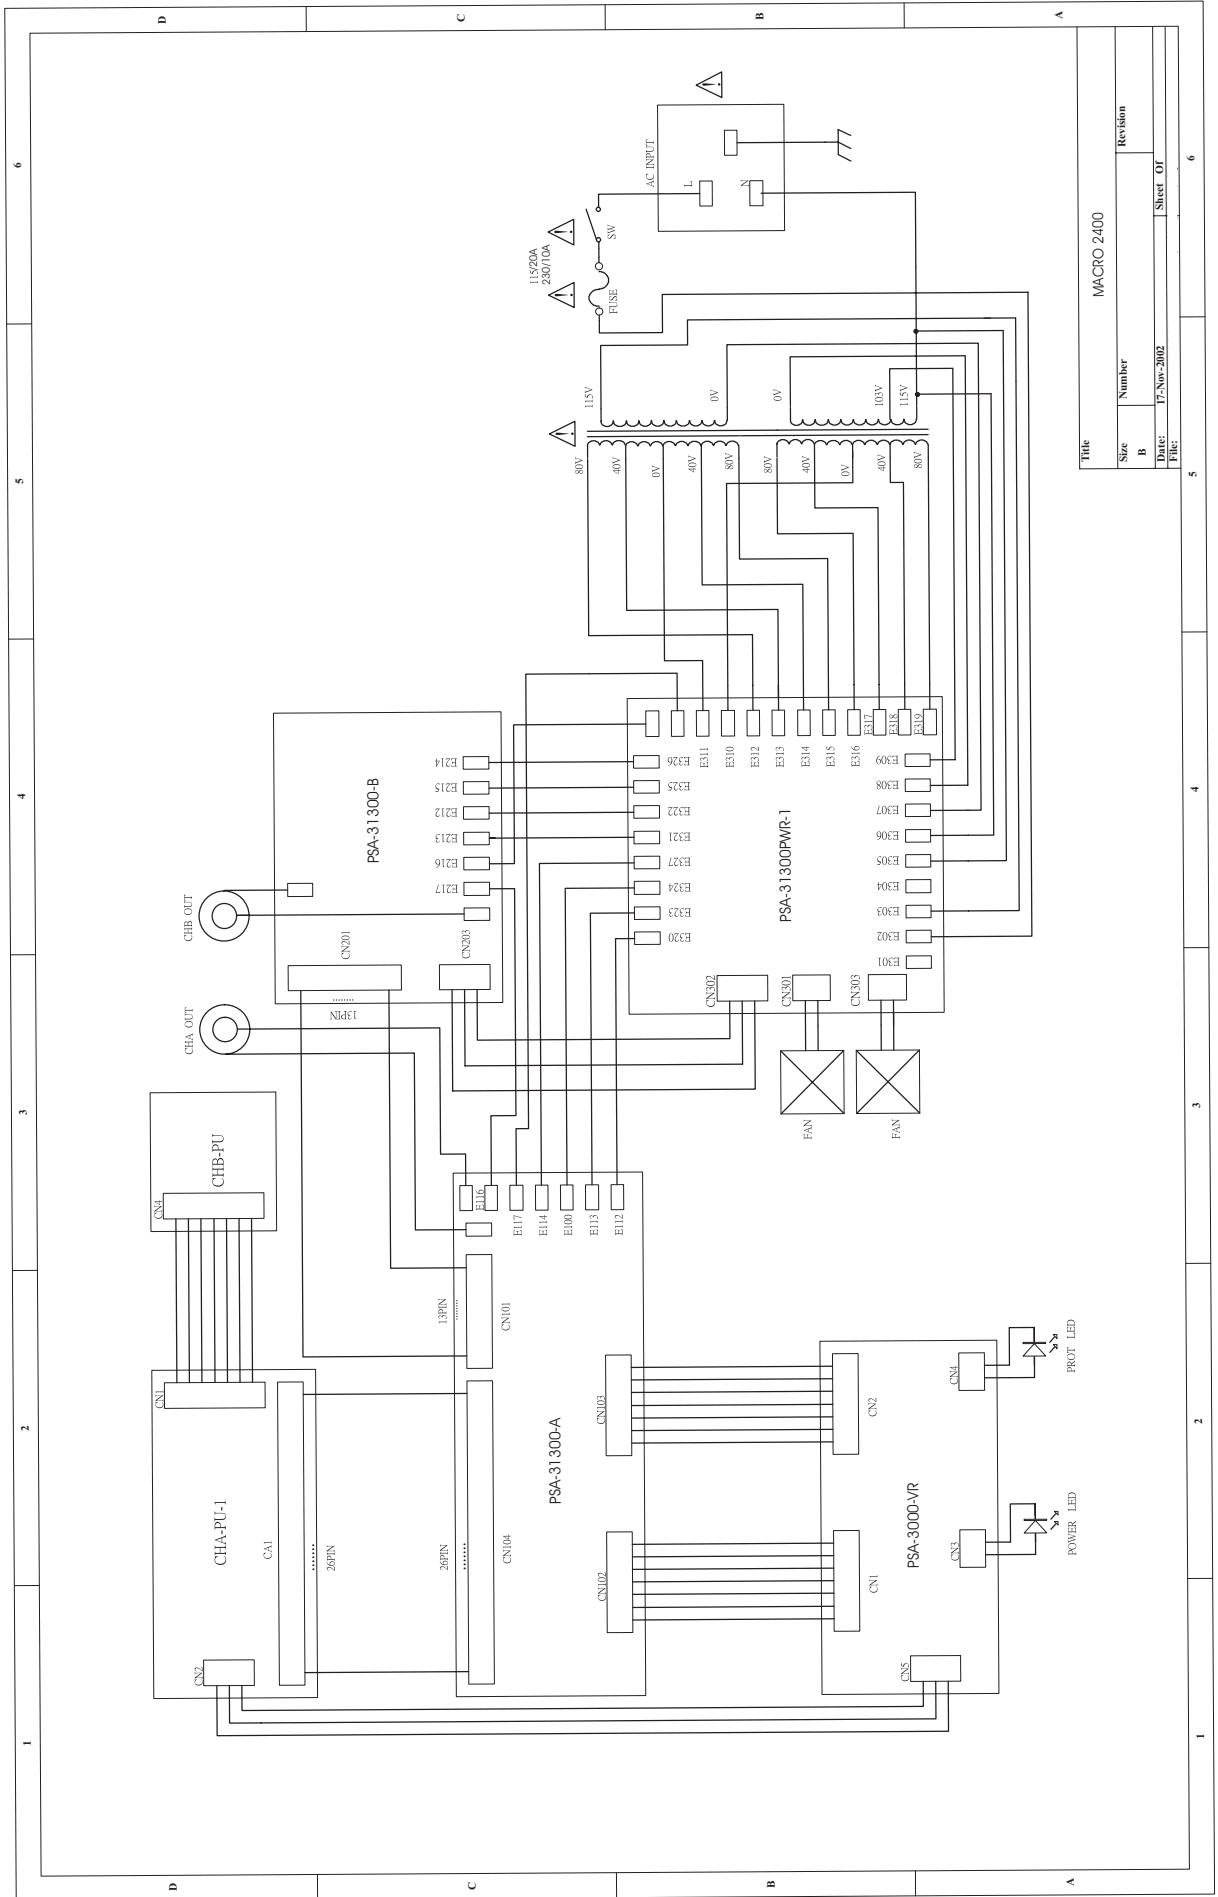 1
2
3
4
5
6
D
C
B
A
CHA-PU-1
CN2
CN1
CA1
26PIN
CHB-PU
CN4
CHA OUT
CHB OUT
PSA-31300-A
26PIN
CN104
13PIN
CN101
E116
E117
E114
E100
E113
E112
CN102
CN103
PSA-31300-B
CN201
13PIN
CN203
E217
E216
E213
E212
E215
E214
PSA-3000-VR
CN1
CN2
CN5
CN3
CN4
POWER LED
PROT LED
PSA-31300PWR-1
CN302
CN301
CN303
FAN
FAN
E320
E323
E324
E327
E321
E322
E325
E326
E311
E310
E312
E313
E314
E315
E316
E317
E318
E319
E301
E302
E303
E304
E305
E306
E307
E308
E309
80V
40V
0V
40V
80V
80V
40V
0V
40V
80V
115V
0V
0V
103V
115V
115/20A
230/10A
FUSE
SW
AC INPUT
L
N
Title
MACRO 2400
Size
B
Number
Revision
Date:
17-Nov-2002
Sheet Of
File:
1
2
3
4
5
6
D
C
B
A